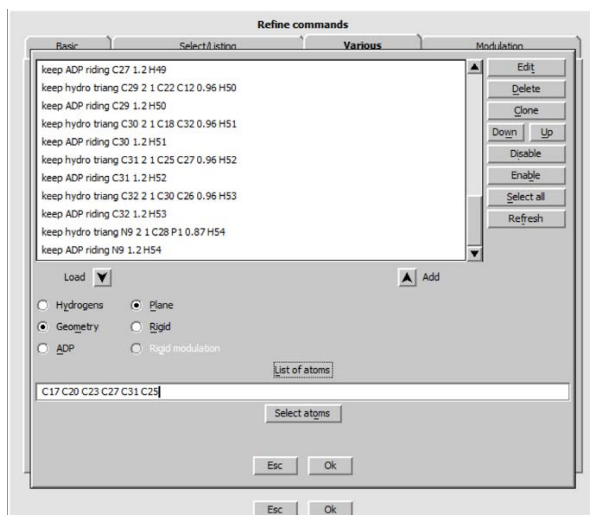 Refine commands
Basic Select/Listing Various Modulation
keep ADP riding C27 1.2 H49
keep hydro triang C29 2 1 C22 C12 0.96 H50
keep ADP riding C29 1.2 H50
keep hydro triang C30 2 1 C18 C32 0.96 H51
keep ADP riding C30 1.2 H51
keep hydro triang C31 2 1 C25 C27 0.96 H52
keep ADP riding C31 1.2 H52
keep hydro triang C32 2 1 C30 C26 0.96 H53
keep ADP riding C32 1.2 H53
keep hydro triang N9 2 1 C28 P1 0.87 H54
keep ADP riding N9 1.2 H54
Edit
Delete
Clone
Down Up
Disable
Enable
Select all
Refresh
Load Add
Hydrogens Plane
Geometry Rigid
ADP Rigid modulation
List of atoms
C17 C20 C23 C27 C31 C25
Select atoms
Esc Ok
Esc Ok